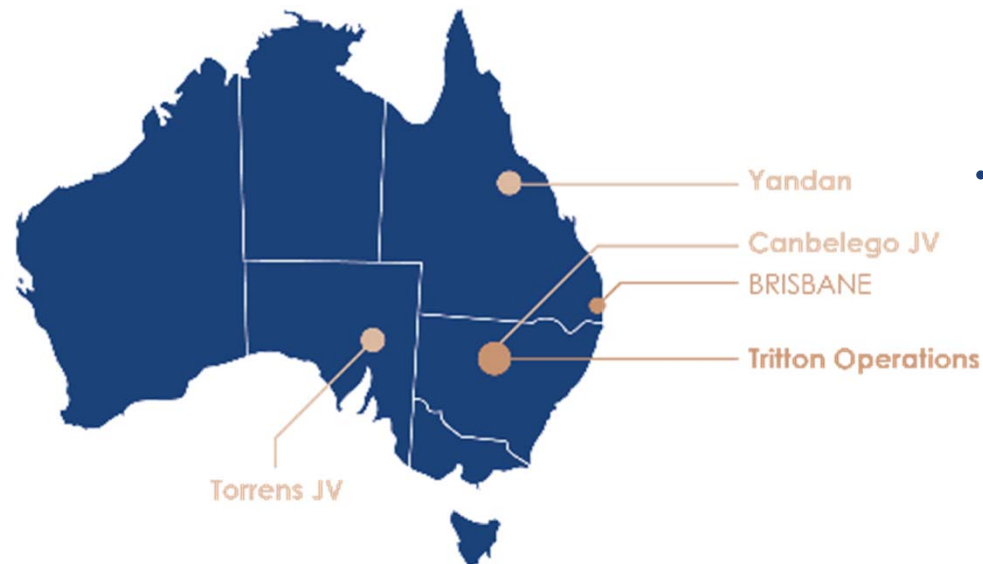 Yandan
Canbelego JV
BRISBANE
Tritton Operations
Torrens JV